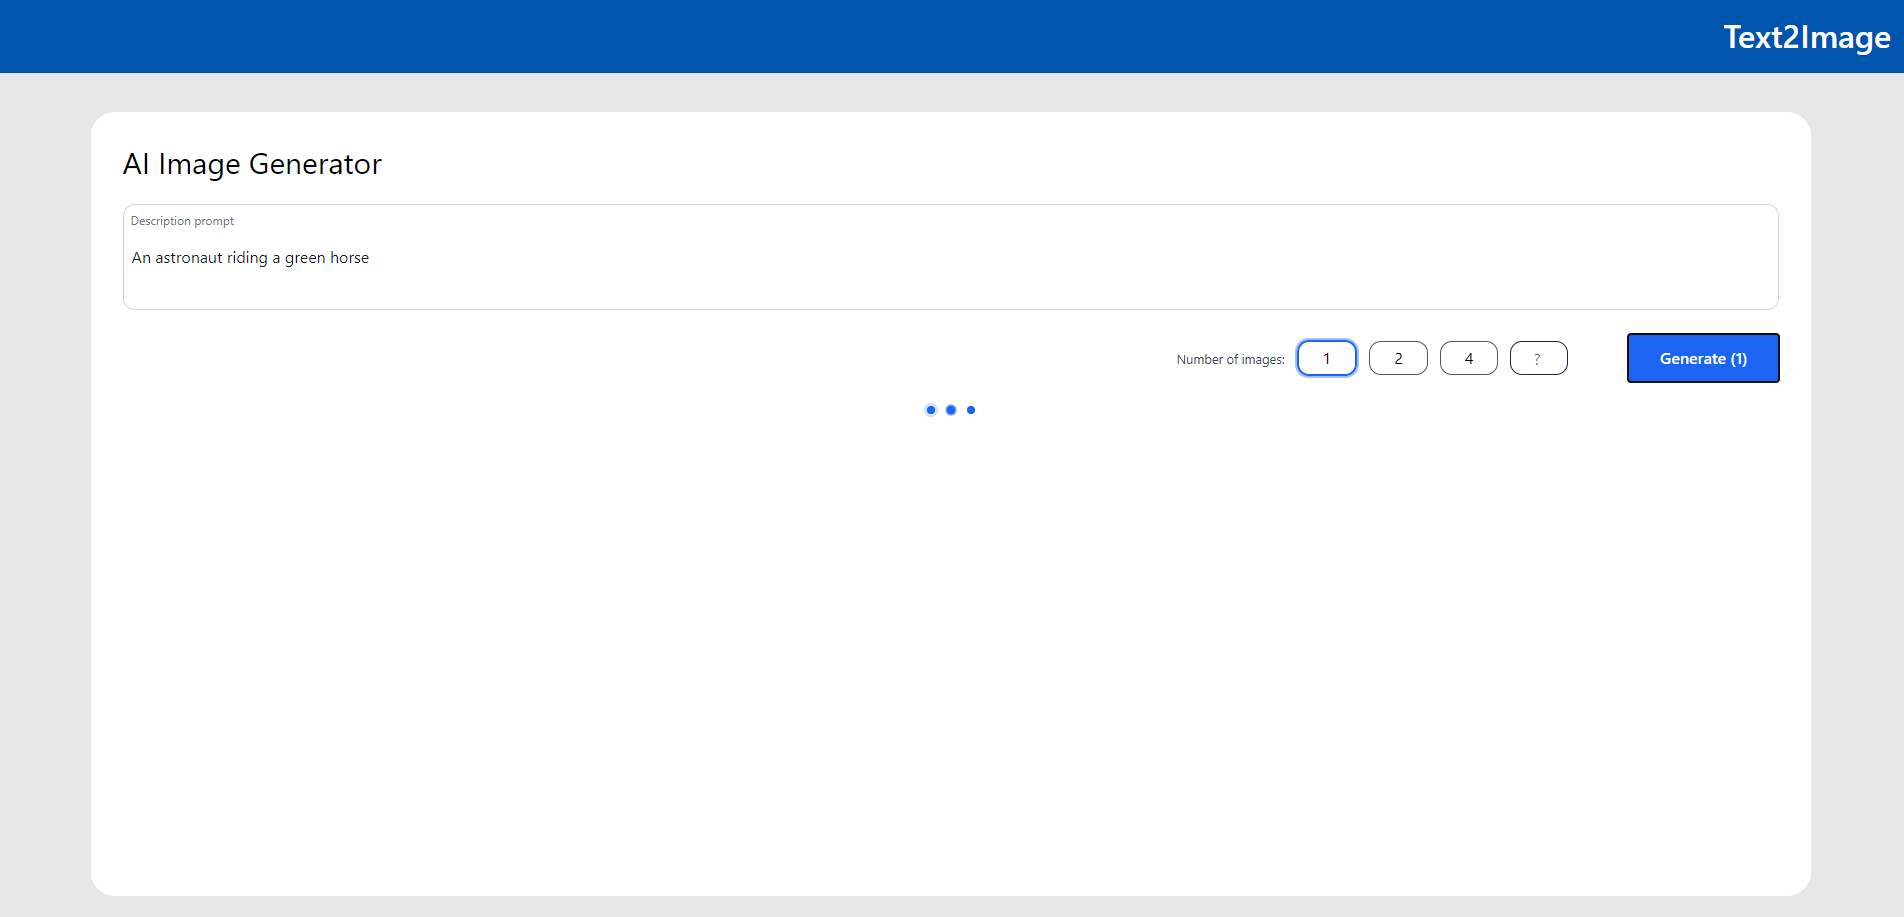 Text2Image
AI Image Generator
Description prompt
An astronaut riding a green horse
Number of images: 1 2 4 ? Generate (1)